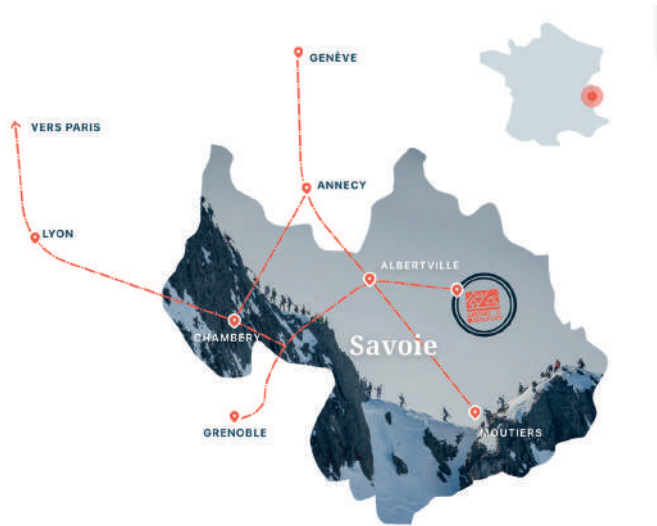 GENÈVE
VERS PARIS
ANNECY
LYON
ALBERTVILLE
CHAMBERY
Savoie
GRENOBLE
MOUTIERS